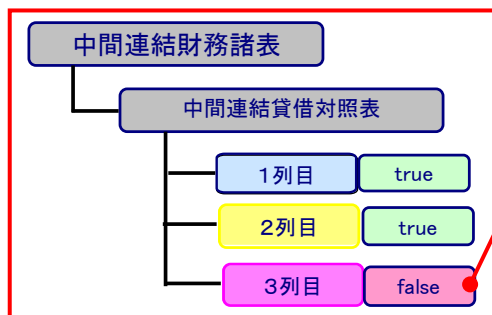 中間連結財務諸表
中間連結貸借対照表
1列目 true
2列目 true
3列目 false